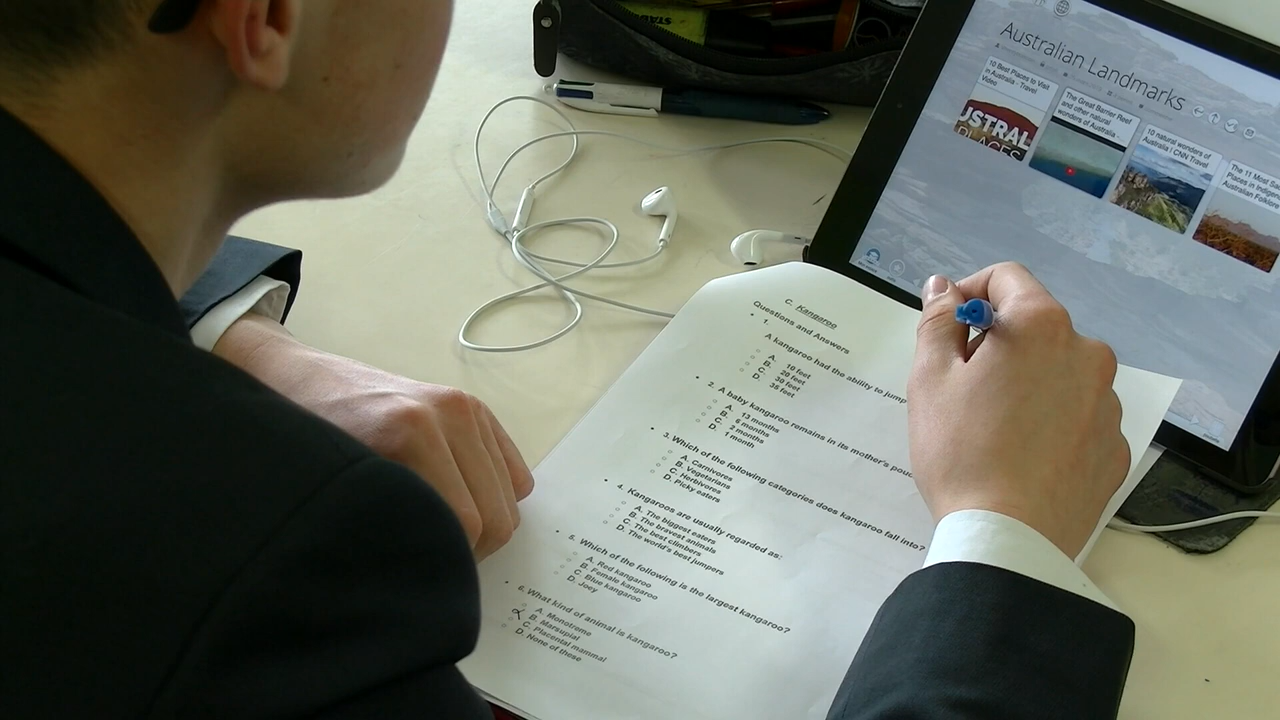 STAB
Australian Landmarks
10 Best Places to Visit
in Australia - Travel
Video
USTRAL
PLACES
The Great Barrier Reef
and other natural
wonders of Australia
10 natural wonders of
Australia | CNN Travel
The 11 Most
Places in
Australian
C. Kangaroo
Questions and Answers
1.
A kangaroo had the ability to jump
A. 10 feet
B. 20 feet
C. 30 feet
D. 35 feet
2. A baby kangaroo remains in its mother's
A. 13 months
B. 6 months
C. 2 months
D. 1 month
3. Which of the following categories does kangaroo fall into?
A. Carnivores
B. Vegetarians
C. Herbivores
D. Picky eaters
4. Kangaroos are usually regarded as:
A. The biggest eaters
B. The bravest animals
C. The best climbers
D. The world's best jumpers
5. Which of the following is the largest kangaroo?
A. Red kangaroo
B. Female kangaroo
C. Blue kangaroo
D. Joey
6. What kind of animal is kangaroo?
A. Monotreme
B. Marsupial
C. Placental mammal
D. None of these